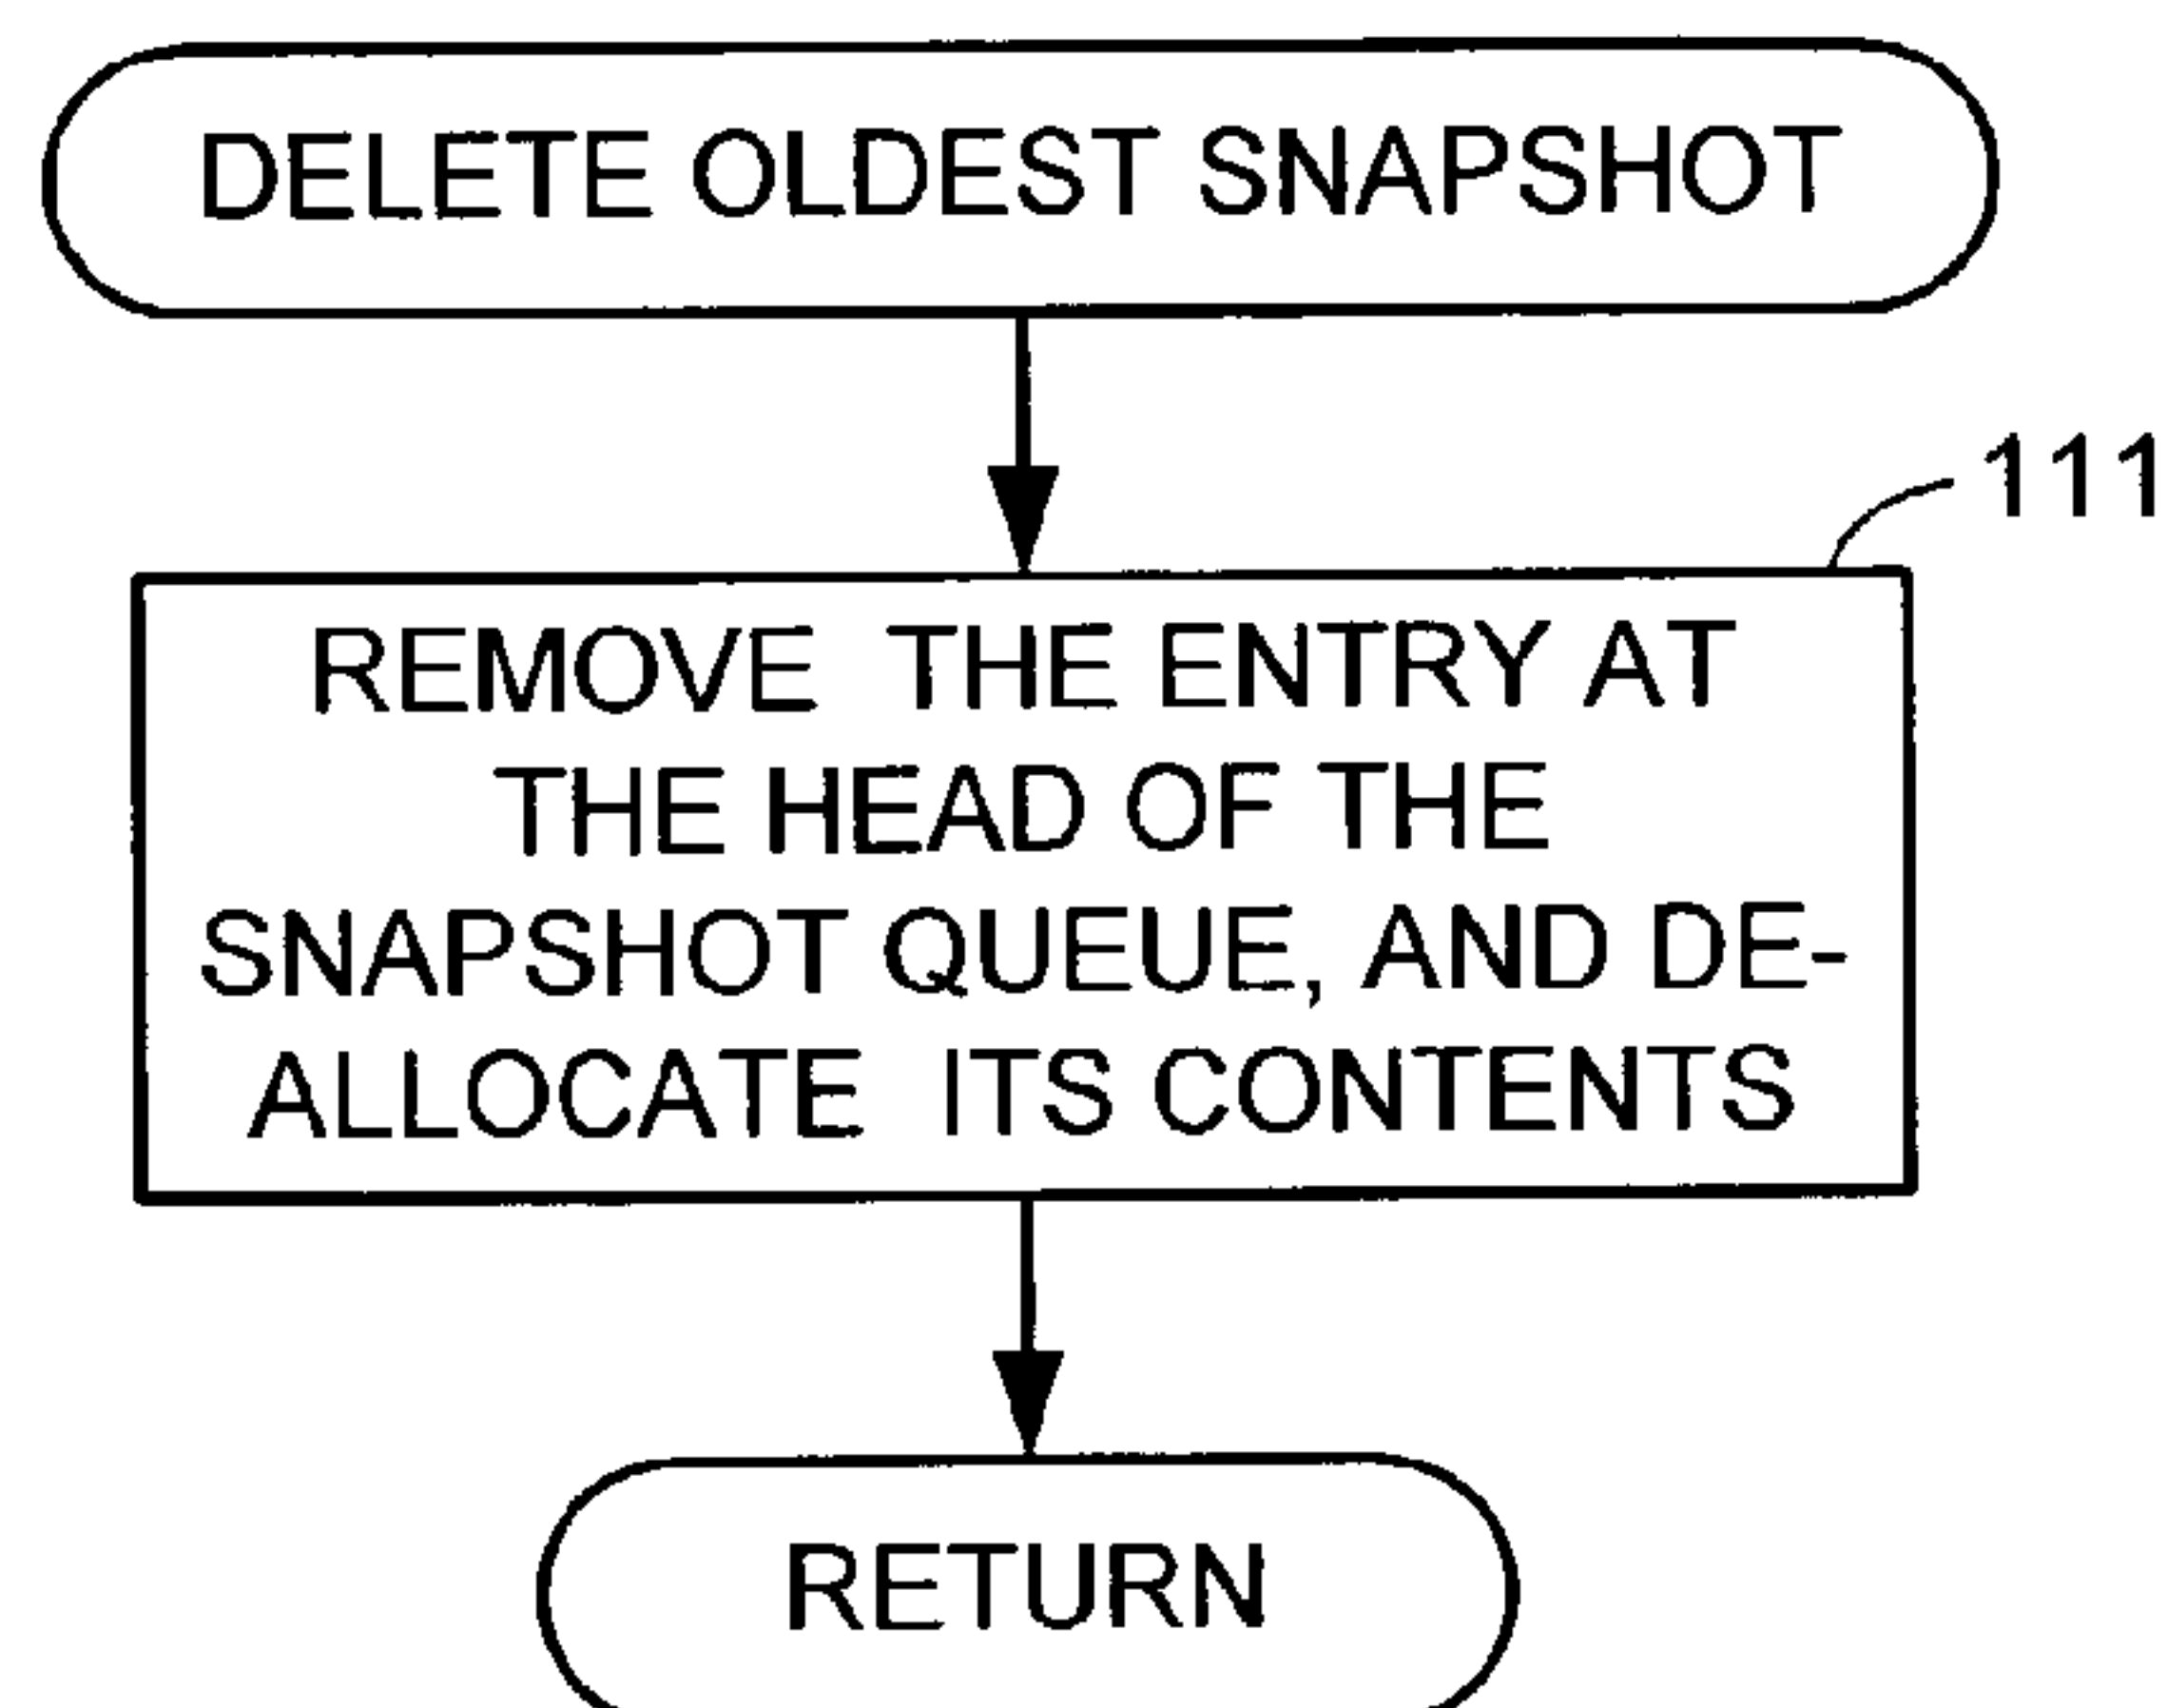 DELETE OLDEST SNAPSHOT
111
REMOVE THE ENTRY AT
THE HEAD OF THE
SNAPSHOT QUEUE, AND DE-
ALLOCATE ITS CONTENTS
RETURN